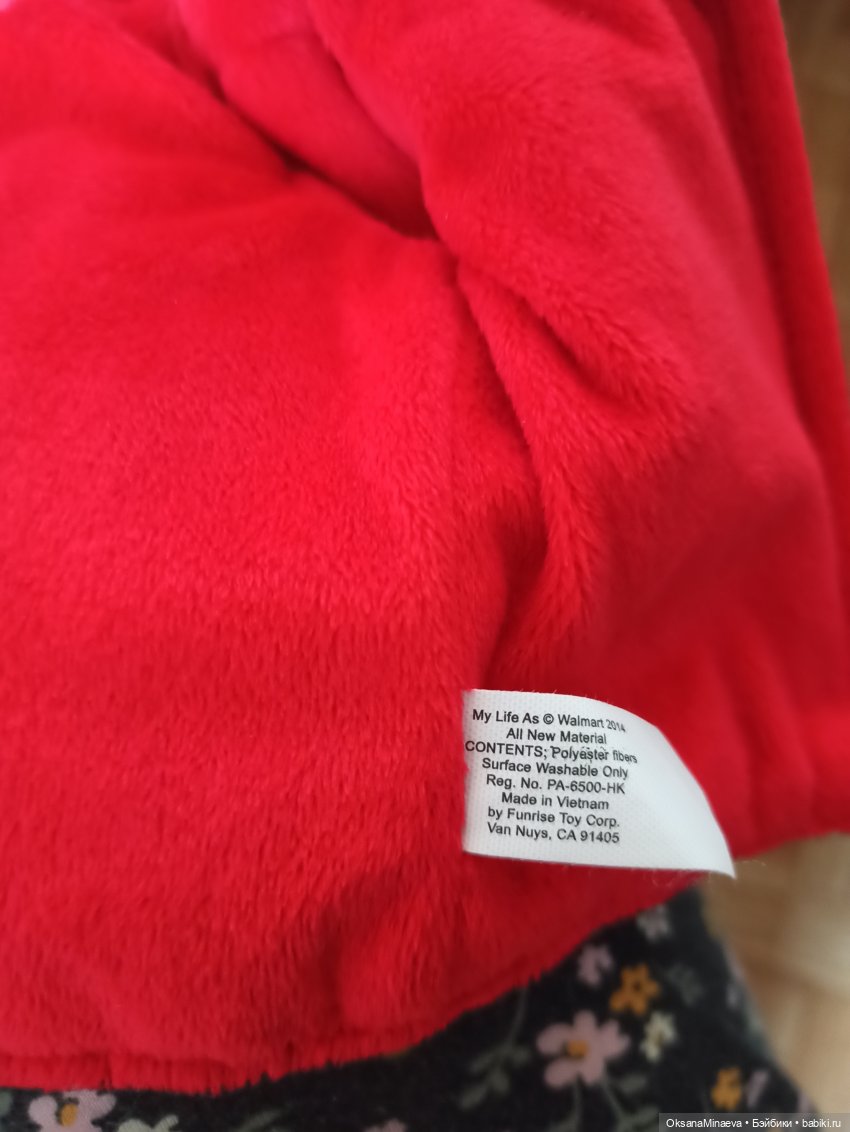 My Life As © Walmart 2014
All New Material
CONTENTS; Polyester fibers
Surface Washable Only
Reg. No. PA-6500-HK
Made in Vietnam
by Funrise Toy Corp.
Van Nuys, CA 91405
OksanaMinaeva • Бэйбики • babiki.ru